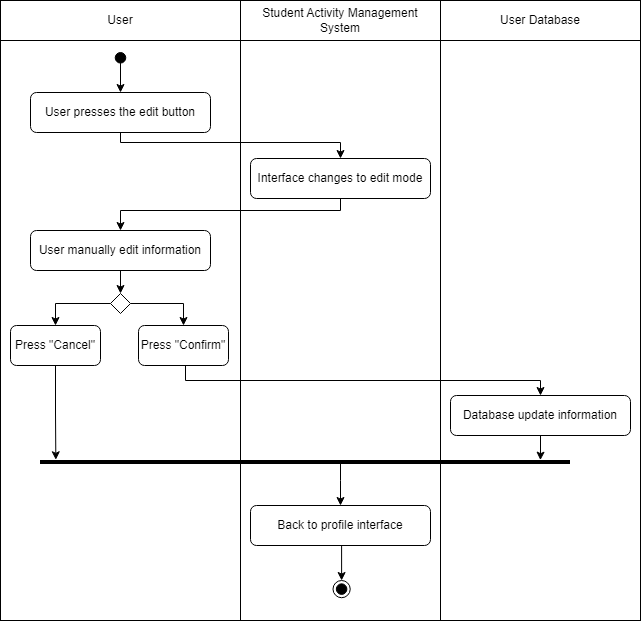 User
Student Activity Management
System
User Database
User presses the edit button
Interface changes to edit mode
User manually edit information
Press "Cancel"
Press "Confirm"
Database update information
Back to profile interface